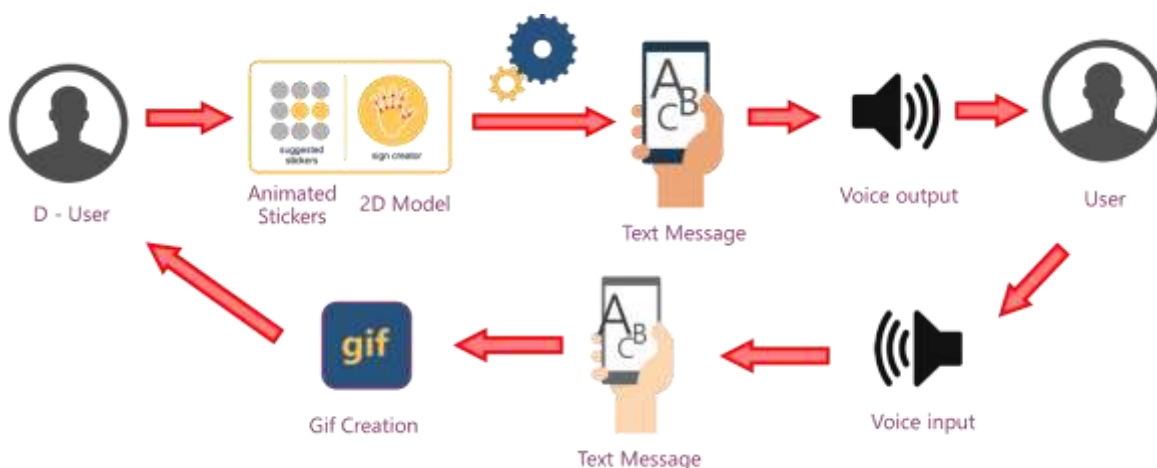 suggested
stickers
sign creator
A
B
C
D - User
Animated
Stickers
2D Model
Text Message
Voice output
User
gif
A
B
C
Gif Creation
Text Message
Voice input